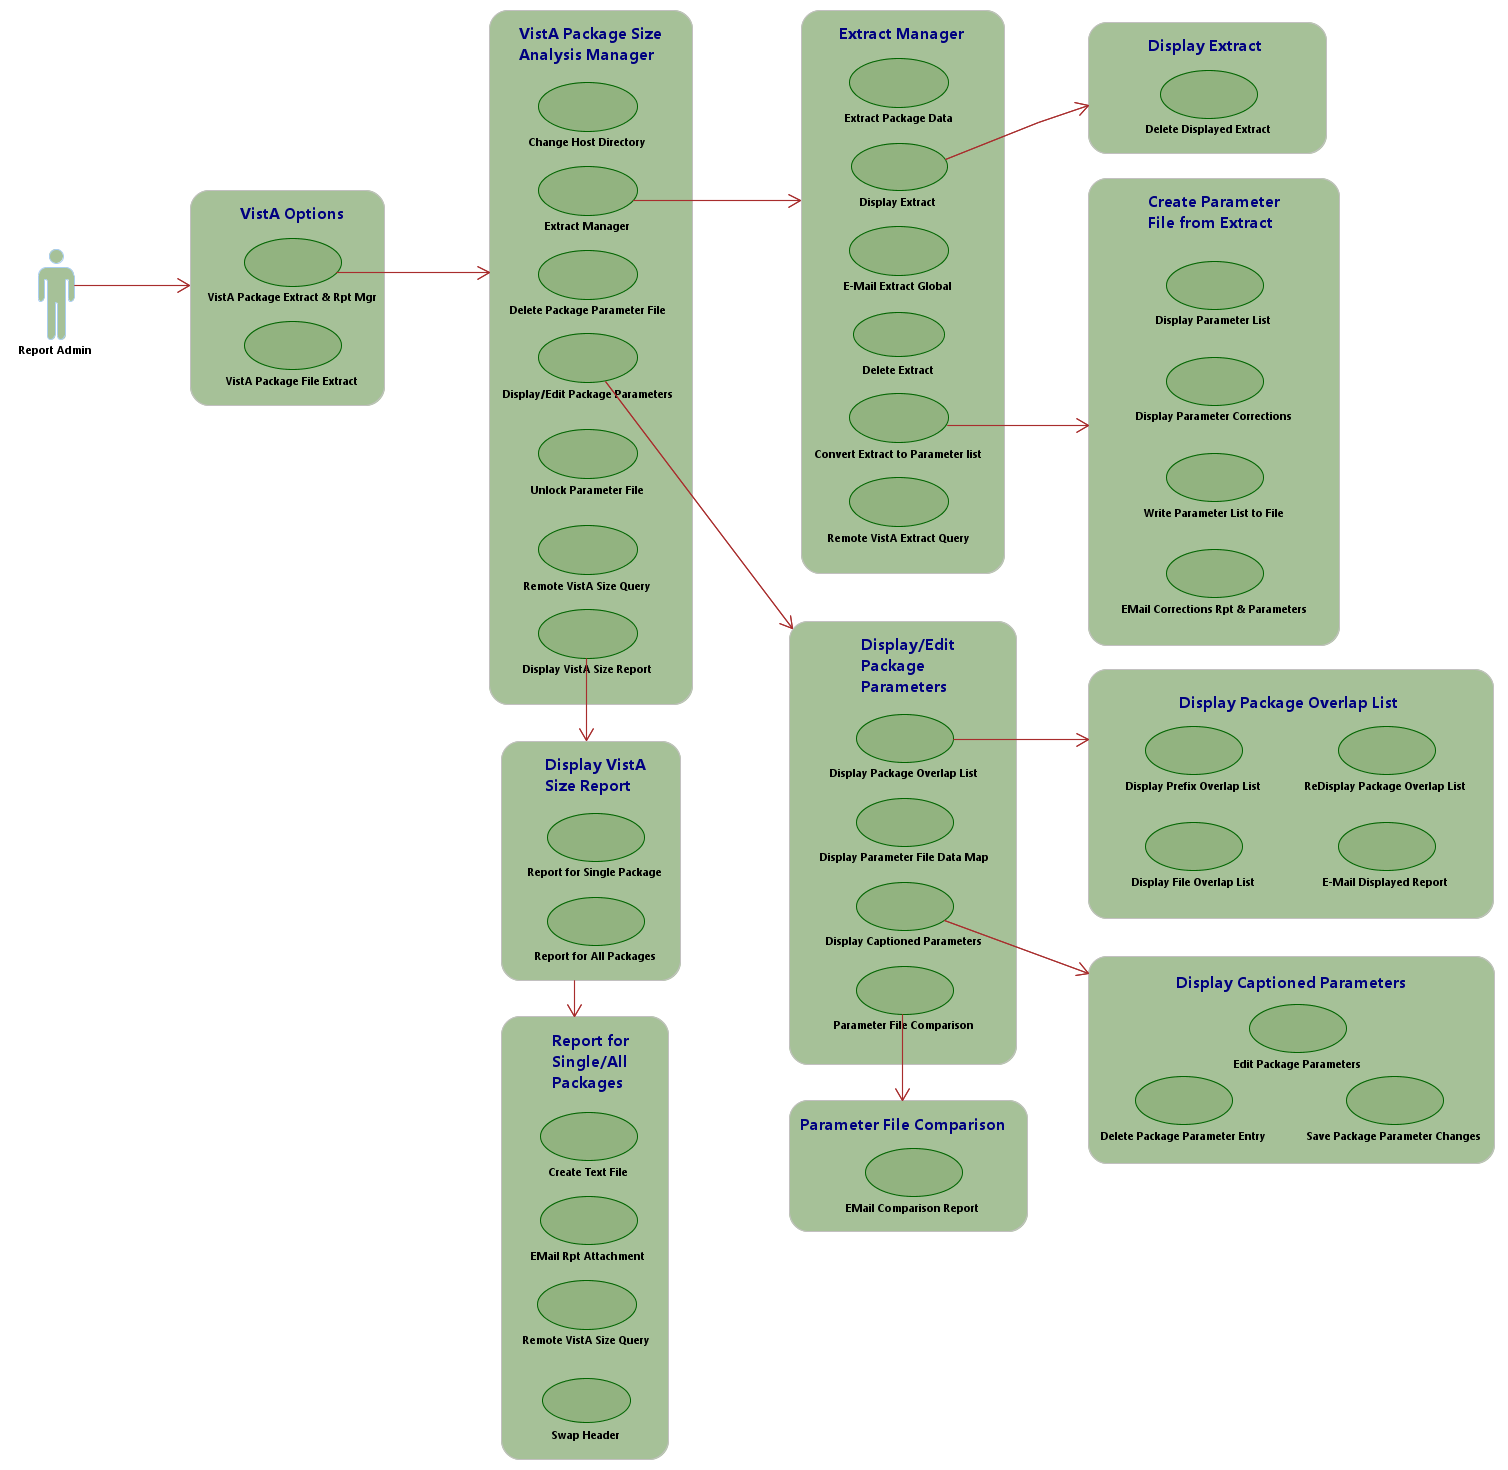 Report Admin
VistA Options
VistA Package Extract & Rpt Mgr
VistA Package File Extract
VistA Package Size
Analysis Manager
Change Host Directory
Extract Manager
Delete Package Parameter File
Display/Edit Package Parameters
Unlock Parameter File
Remote VistA Size Query
Display VistA Size Report
Display VistA
Size Report
Report for Single Package
Report for All Packages
Report for
Single/All
Packages
Create Text File
EMail Rpt Attachment
Remote VistA Size Query
Swap Header
Extract Manager
Extract Package Data
Display Extract
E-Mail Extract Global
Delete Extract
Convert Extract to Parameter list
Remote VistA Extract Query
Display/Edit
Package
Parameters
Display Package Overlap List
Display Parameter File Data Map
Display Captioned Parameters
Parameter File Comparison
Parameter File Comparison
EMail Comparison Report
Display Extract
Delete Displayed Extract
Create Parameter
File from Extract
Display Parameter List
Display Parameter Corrections
Write Parameter List to File
EMail Corrections Rpt & Parameters
Display Package Overlap List
Display Prefix Overlap List
ReDisplay Package Overlap List
Display File Overlap List
E-Mail Displayed Report
Display Captioned Parameters
Edit Package Parameters
Delete Package Parameter Entry
Save Package Parameter Changes